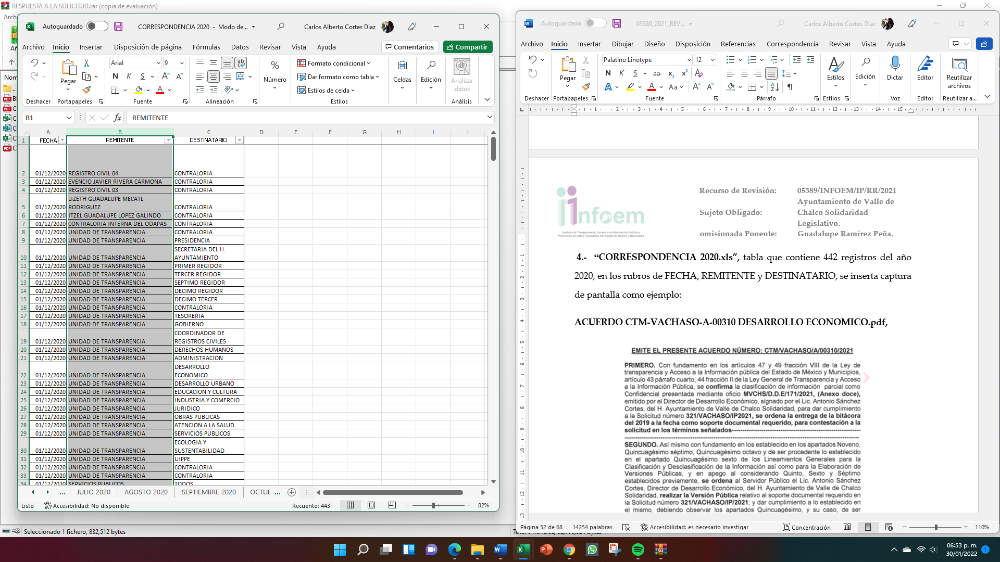 RESPUESTA A LA SOLICITUD.rar (copia de evaluación)
Autoguardado
CORRESPONDENCIA 2020 - Modo de...
Carlos Alberto Cortes Diaz
Archivo Inicio Insertar Disposición de página Fórmulas Datos Revisar Vista Ayuda
Comentarios Compartir
Arial 9
Pegar
N K S
Número
Formato condicional
Dar formato como tabla
Estilos de celda
Celdas Edición
Analizar datos
Deshacer Portapapeles Fuente Alineación Estilos Análisis
B1 REMITENTE
A B C D E F G H I J
1 FECHA REMITENTE DESTINATARIO
2 01/12/2020 REGISTRO CIVIL 04 CONTRALORIA
3 01/12/2020 EVENCIO JAVIER RIVERA CARMONA CONTRALORIA
4 01/12/2020 REGISTRO CIVIL 03 CONTRALORIA
5 01/12/2020 LIZETH GUADALUPE MECATL RODRIGUEZ CONTRALORIA
6 01/12/2020 ITZEL GUADALUPE LOPEZ GALINDO CONTRALORIA
7 01/12/2020 CONTRALORIA INTERNA DEL ODAPAS CONTRALORIA
8 01/12/2020 UNIDAD DE TRANSPARENCIA CONTRALORIA
9 01/12/2020 UNIDAD DE TRANSPARENCIA PRESIDENCIA
10 01/12/2020 UNIDAD DE TRANSPARENCIA SECRETARIA DEL H. AYUNTAMIENTO
11 01/12/2020 UNIDAD DE TRANSPARENCIA PRIMER REGIDOR
12 01/12/2020 UNIDAD DE TRANSPARENCIA TERCER REGIDOR
13 01/12/2020 UNIDAD DE TRANSPARENCIA SEPTIMO REGIDOR
14 01/12/2020 UNIDAD DE TRANSPARENCIA DECIMO REGIDOR
15 01/12/2020 UNIDAD DE TRANSPARENCIA DECIMO TERCER
16 01/12/2020 UNIDAD DE TRANSPARENCIA CONTRALORIA
17 01/12/2020 UNIDAD DE TRANSPARENCIA TESORERIA
18 01/12/2020 UNIDAD DE TRANSPARENCIA GOBIERNO
19 01/12/2020 UNIDAD DE TRANSPARENCIA COORDINADOR DE REGISTROS CIVILES
20 01/12/2020 UNIDAD DE TRANSPARENCIA DERECHOS HUMANOS
21 01/12/2020 UNIDAD DE TRANSPARENCIA ADMINISTRACION
22 01/12/2020 UNIDAD DE TRANSPARENCIA DESARROLLO ECONOMICO
23 01/12/2020 UNIDAD DE TRANSPARENCIA DESARROLLO URBANO
24 01/12/2020 UNIDAD DE TRANSPARENCIA EDUCACION Y CULTURA
25 01/12/2020 UNIDAD DE TRANSPARENCIA INDUSTRIA Y COMERCIO
26 01/12/2020 UNIDAD DE TRANSPARENCIA JURIDICO
27 01/12/2020 UNIDAD DE TRANSPARENCIA OBRAS PUBLICAS
28 01/12/2020 UNIDAD DE TRANSPARENCIA ATENCION A LA SALUD
29 01/12/2020 UNIDAD DE TRANSPARENCIA SERVICIOS PUBLICOS
30 01/12/2020 UNIDAD DE TRANSPARENCIA ECOLOGIA Y SUSTENTABILIDAD
31 01/12/2020 UNIDAD DE TRANSPARENCIA UIPPE
32 01/12/2020 UNIDAD DE TRANSPARENCIA CONTRALORIA
33 01/12/2020 UNIDAD DE TRANSPARENCIA CONTRALORIA
34 01/12/2020 SERVICIOS PUBLICOS TODOS
... JULIO 2020 AGOSTO 2020 SEPTIEMBRE 2020 OCTUE ...
Listo Accesibilidad: No disponible Recuento: 443 82%
Seleccionado 1 fichero, 832,512 bytes
Autoguardado
05389_2021_REV...
Carlos Alberto Cortes Diaz
Archivo Inicio Insertar Dibujar Diseño Disposición Referencias Correspondencia Revisar Vista Ayuda
Palatino Linotype 12
Pegar
N K S ab x₂ x²
A Aa
Estilos Edición Dictar Editor Reutilizar archivos
Deshacer Portapapeles Fuente Párrafo Estilos Voz Editor Reutilizar a...
1 2 3 4 5 6 7 8 9 10 11 12 13 14 15
infoem
Instituto de Transparencia, Acceso a la Información Pública y
Protección de Datos Personales del Estado de México y Municipios
Recurso de Revisión: 05389/INFOEM/IP/RR/2021
Sujeto Obligado: Ayuntamiento de Valle de Chalco Solidaridad Legislativo.
omisionada Ponente: Guadalupe Ramírez Peña.
4.- “CORRESPONDENCIA 2020.xls”, tabla que contiene 442 registros del año
2020, en los rubros de FECHA, REMITENTE y DESTINATARIO, se inserta captura
de pantalla como ejemplo:
ACUERDO CTM-VACHASO-A-00310 DESARROLLO ECONOMICO.pdf,
EMITE EL PRESENTE ACUERDO NÚMERO: CTM/VACHASO/A/00310/2021
PRIMERO. Con fundamento en los artículos 47 y 49 fracción VIII de la Ley de
transparencia y Acceso a la Información pública del Estado de México y Municipios,
artículo 43 párrafo cuarto, 44 fracción II de la Ley General de Transparencia y Acceso
a la Información Pública, se confirma la clasificación de información parcial como
Confidencial presentada mediante oficio MVCHS/D.D.E/171/2021, (Anexo doce),
emitido por el Director de Desarrollo Económico, signado por el Lic. Antonio Sánchez
Cortes, del H. Ayuntamiento de Valle de Chalco Solidaridad, para dar cumplimiento
a la Solicitud número 321/VACHASO/IP2021, se ordena la entrega de la bitácora
del 2019 a la fecha como soporte documental requerido, para contestación a la
solicitud en los términos señalados----------
SEGUNDO. Así mismo con fundamento en los establecido en los apartados Noveno,
Quincuagésimo séptimo, Quincuagésimo octavo y de ser procedente lo establecido
en el apartado Quincuagésimo sexto de los Lineamientos Generales para la
Clasificación y Desclasificación de la Información así como para la Elaboración de
Versiones Públicas, y en apego al considerando Quinto, Sexto y Séptimo
establecidos previamente, se ordena al Servidor Público el Lic. Antonio Sánchez
Cortes, Director de Desarrollo Económico, del H. Ayuntamiento de Valle de Chalco
Solidaridad, realizar la Versión Pública relativo al soporte documental requerido en
la Solicitud número 321/VACHASO/IP/2021; y dar cumplimiento a lo establecido en
el mismo, debiendo observar los apartados Quincuagésimo, y su caso, de ser
Página 52 de 68 14254 palabras Accesibilidad: es necesario investigar Concentración 110%
06:53 p. m.
30/01/2022
1